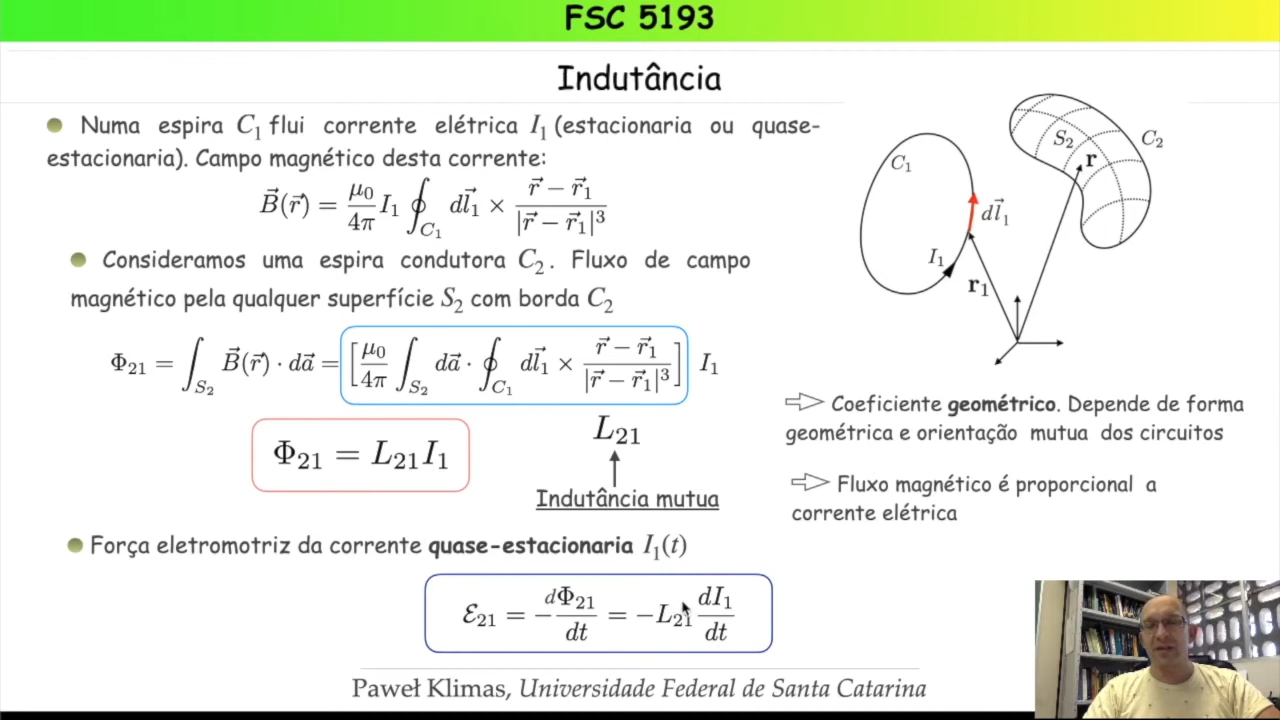 FSC 5193
Indutância
Numa espira C₁ flui corrente elétrica I₁ (estacionaria ou quase-
estacionaria). Campo magnético desta corrente:
B⃗(r⃗) = μ₀/4π I₁ ∮_C₁ dl⃗₁ × (r⃗ − r⃗₁)/|r⃗ − r⃗₁|³
Consideramos uma espira condutora C₂. Fluxo de campo
magnético pela qualquer superfície S₂ com borda C₂
Φ₂₁ = ∫_S₂ B⃗(r⃗) · da⃗ = [μ₀/4π ∫_S₂ da⃗ · ∮_C₁ dl⃗₁ × (r⃗ − r⃗₁)/|r⃗ − r⃗₁|³] I₁
Φ₂₁ = L₂₁I₁
L₂₁
Indutância mutua
Força eletromotriz da corrente quase-estacionaria I₁(t)
ℰ₂₁ = −dΦ₂₁/dt = −L₂₁ dI₁/dt
C₁
S₂
C₂
r
dl⃗₁
I₁
r₁
Coeficiente geométrico. Depende de forma
geométrica e orientação mutua dos circuitos
Fluxo magnético é proporcional a
corrente elétrica
Paweł Klimas, Universidade Federal de Santa Catarina